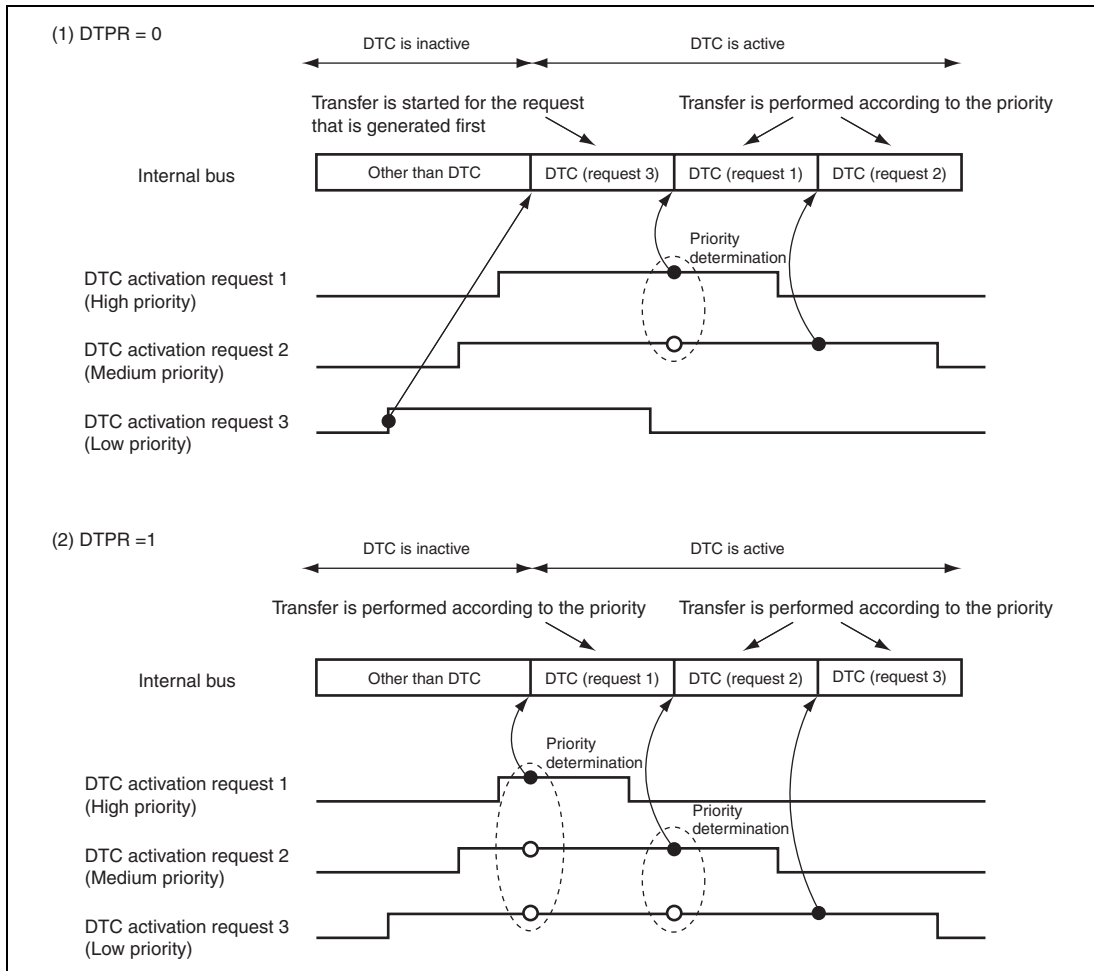 (1) DTPR = 0
DTC is inactive
DTC is active
Transfer is started for the request
that is generated first
Transfer is performed according to the priority
Internal bus
Other than DTC
DTC (request 3)
DTC (request 1)
DTC (request 2)
Priority
determination
DTC activation request 1
(High priority)
DTC activation request 2
(Medium priority)
DTC activation request 3
(Low priority)
(2) DTPR =1
DTC is inactive
DTC is active
Transfer is performed according to the priority
Transfer is performed according to the priority
Internal bus
Other than DTC
DTC (request 1)
DTC (request 2)
DTC (request 3)
Priority
determination
DTC activation request 1
(High priority)
Priority
determination
DTC activation request 2
(Medium priority)
DTC activation request 3
(Low priority)